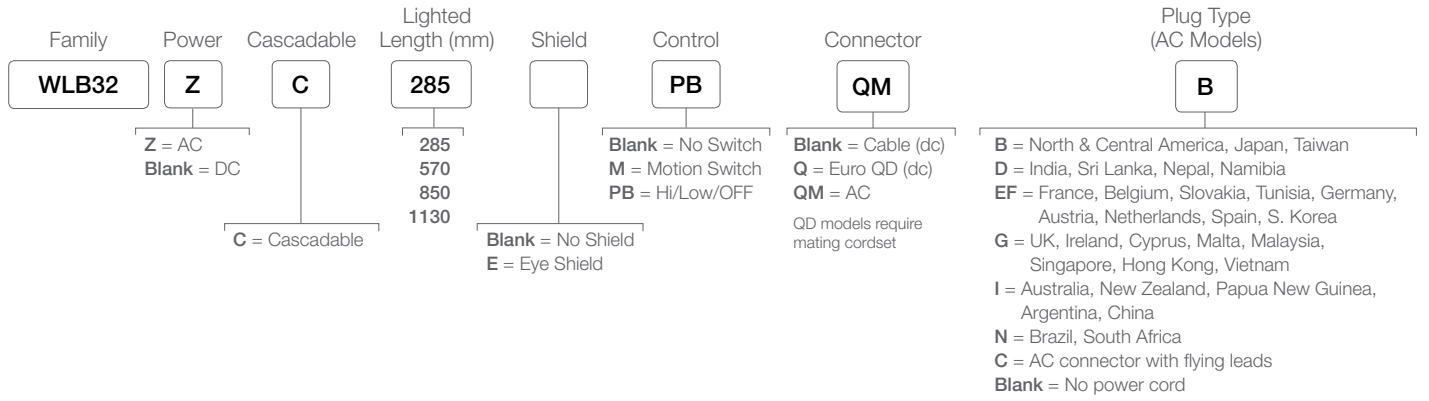 Family
Power
Cascadable
Lighted
Length (mm)
Shield
Control
Connector
Plug Type
(AC Models)
WLB32
Z
C
285
PB
QM
B
Z = AC
Blank = DC
C = Cascadable
285
570
850
1130
Blank = No Shield
E = Eye Shield
Blank = No Switch
M = Motion Switch
PB = Hi/Low/OFF
Blank = Cable (dc)
Q = Euro QD (dc)
QM = AC
QD models require
mating cordset
B = North & Central America, Japan, Taiwan
D = India, Sri Lanka, Nepal, Namibia
EF = France, Belgium, Slovakia, Tunisia, Germany,
Austria, Netherlands, Spain, S. Korea
G = UK, Ireland, Cyprus, Malta, Malaysia,
Singapore, Hong Kong, Vietnam
I = Australia, New Zealand, Papua New Guinea,
Argentina, China
N = Brazil, South Africa
C = AC connector with flying leads
Blank = No power cord